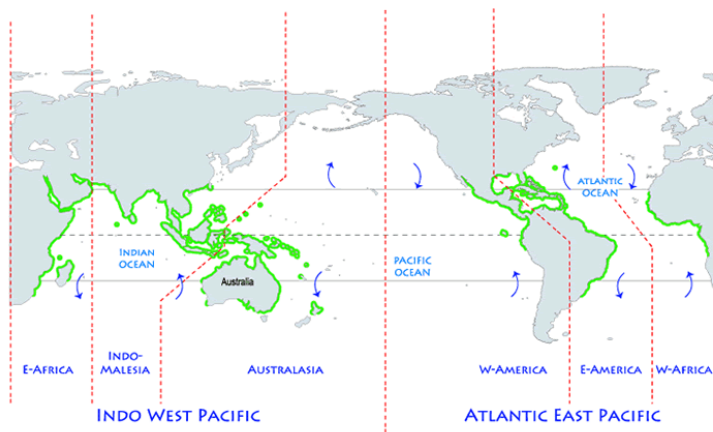 ATLANTIC
OCEAN
INDIAN
OCEAN
PACIFIC
OCEAN
Australia
E-AFRICA
INDO-
MALESIA
AUSTRALASIA
W-AMERICA
E-AMERICA
W-AFRICA
INDO WEST PACIFIC
ATLANTIC EAST PACIFIC